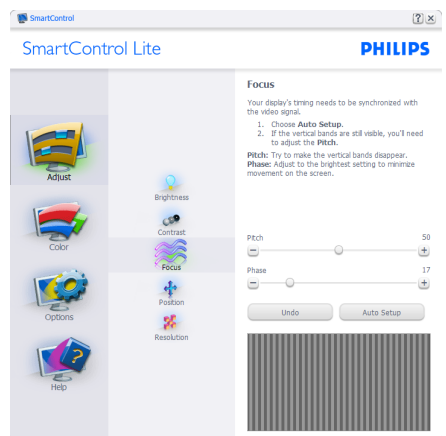 SmartControl
SmartControl Lite
PHILIPS
Adjust
Color
Options
Help
Brightness
Contrast
Focus
Position
Resolution
Focus
Your display's timing needs to be synchronized with
the video signal.
1. Choose Auto Setup.
2. If the vertical bands are still visible, you'll need
to adjust the Pitch.
Pitch: Try to make the vertical bands disappear.
Phase: Adjust to the brightest setting to minimize
movement on the screen.
Pitch 50
Phase 17
Undo Auto Setup